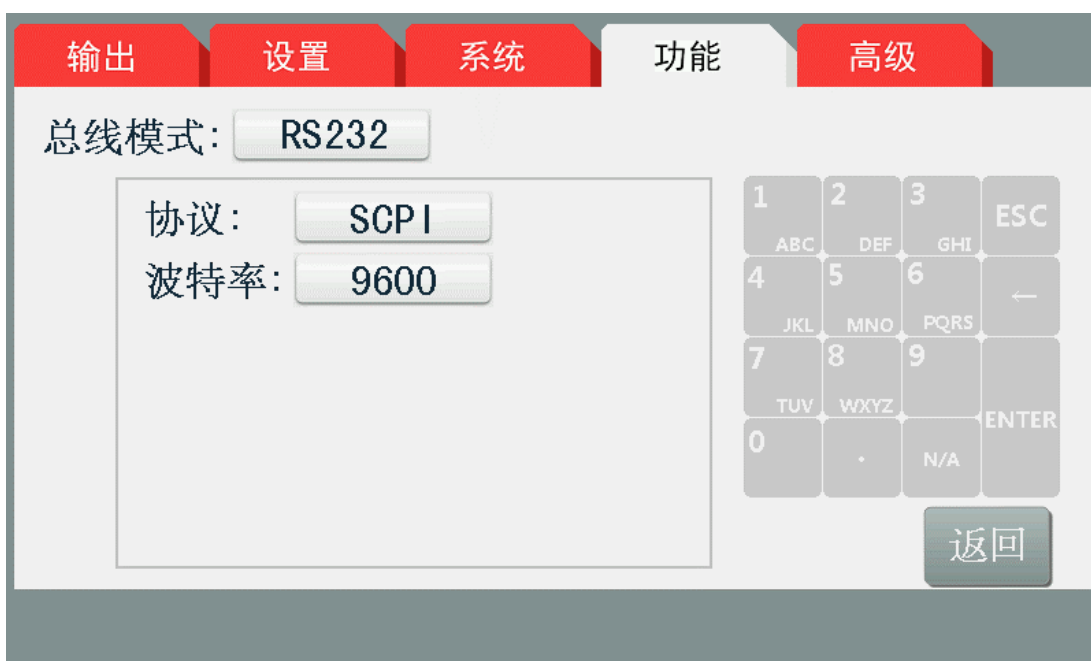 输出 设置 系统 功能 高级
总线模式: RS232
协议: SCPI
波特率: 9600
1 ABC 2 DEF 3 GHI ESC
4 JKL 5 MNO 6 PQRS ←
7 TUV 8 WXYZ 9 ENTER
0 . N/A
返回